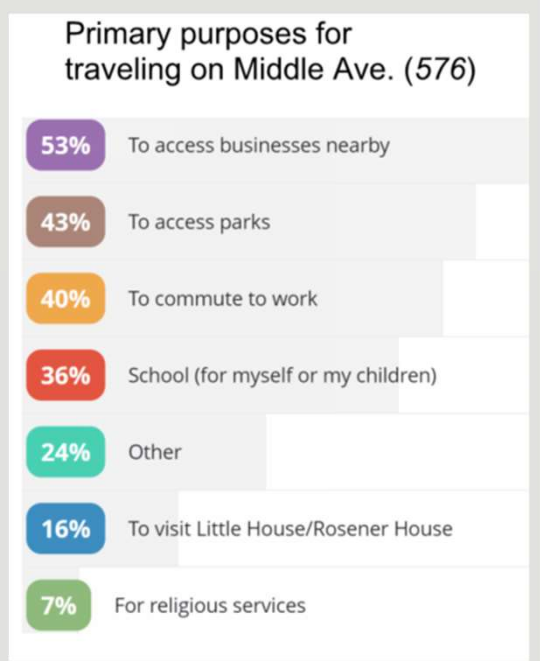 Primary purposes for
traveling on Middle Ave. (576)
53% To access businesses nearby
43% To access parks
40% To commute to work
36% School (for myself or my children)
24% Other
16% To visit Little House/Rosener House
7% For religious services